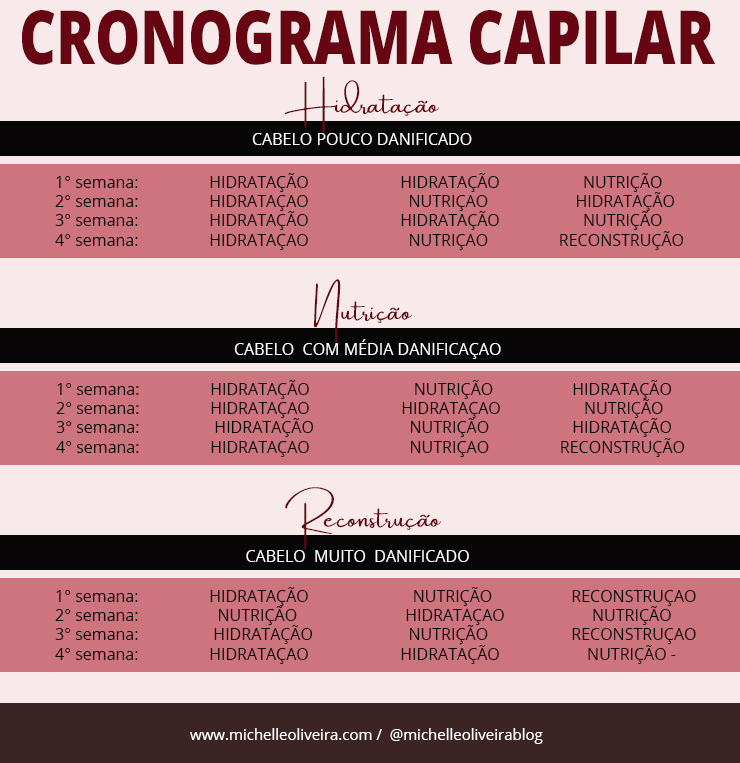 CRONOGRAMA CAPILAR
Hidratação
CABELO POUCO DANIFICADO
1° semana: HIDRATAÇÃO HIDRATAÇÃO NUTRIÇÃO
2° semana: HIDRATAÇAO NUTRIÇAO HIDRATAÇÃO
3° semana: HIDRATAÇÃO HIDRATAÇÃO NUTRIÇÃO
4° semana: HIDRATAÇAO NUTRIÇAO RECONSTRUÇÃO
Nutrição
CABELO COM MÉDIA DANIFICAÇAO
1° semana: HIDRATAÇÃO NUTRIÇÃO HIDRATAÇÃO
2° semana: HIDRATAÇAO HIDRATAÇAO NUTRIÇÃO
3° semana: HIDRATAÇÃO NUTRIÇÃO HIDRATAÇÃO
4° semana: HIDRATAÇAO NUTRIÇAO RECONSTRUÇÃO
Reconstrução
CABELO MUITO DANIFICADO
1° semana: HIDRATAÇÃO NUTRIÇÃO RECONSTRUÇAO
2° semana: NUTRIÇÃO HIDRATAÇAO NUTRIÇÃO
3° semana: HIDRATAÇÃO NUTRIÇÃO RECONSTRUÇAO
4° semana: HIDRATAÇAO HIDRATAÇÃO NUTRIÇÃO -
www.michelleoliveira.com / @michelleoliveirablog